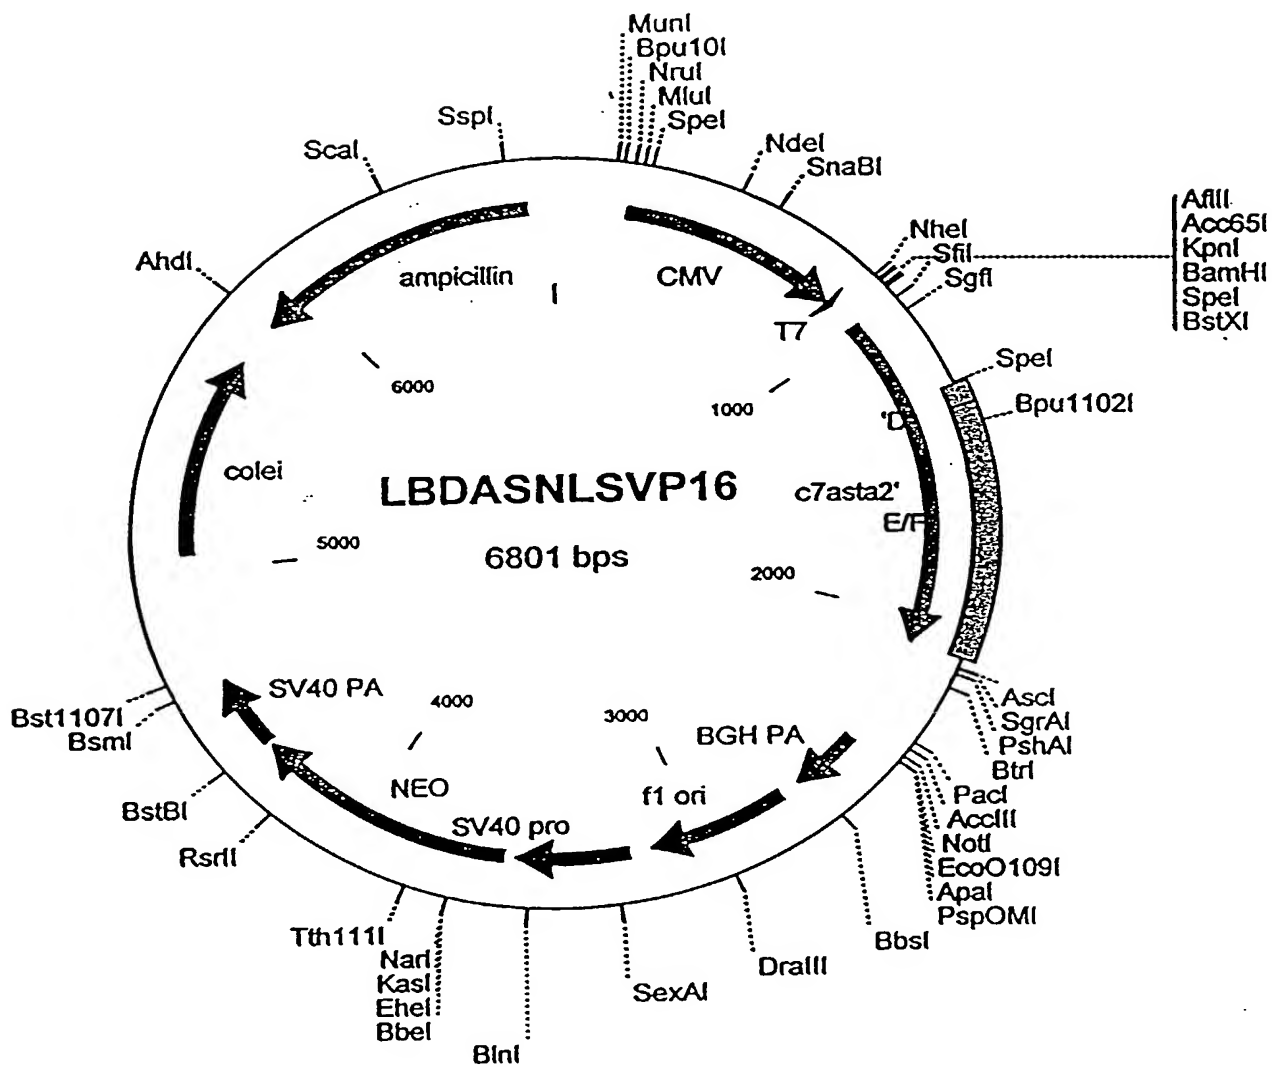 MunI
Bpu10I
NruI
MluI
SpeI
SspI
ScaI
NdeI
SnaBI
AflII
Acc65I
KpnI
BamHI
SpeI
BstXI
NheI
SfiI
SgfI
AhdI
ampicillin
CMV
T7
SpeI
Bpu1102I
6000
1000
'D
colei
LBDASNLSVP16
c7asta2'
E/F
5000
6801 bps
2000
SV40 PA
4000
3000
BGH PA
Bst1107I
BsmI
AscI
SgrAI
PshAI
BtrI
NEO
f1 ori
SV40 pro
BstBI
RsrII
PacI
AccIII
NotI
EcoO109I
ApaI
PspOMI
BbsI
Tth111I
NarI
KasI
EheI
BbeI
DraIII
SexAI
BlnI